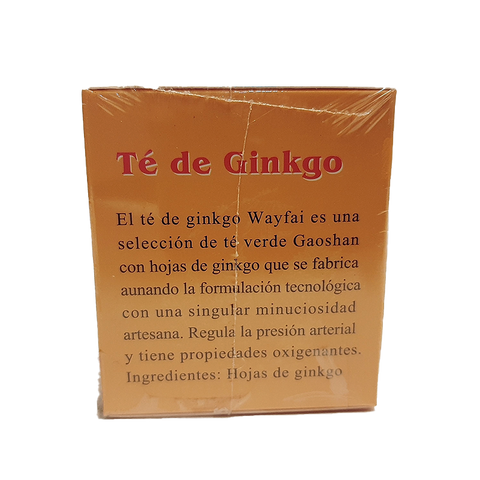 Té de Ginkgo
El té de ginkgo Wayfai es una
selección de té verde Gaoshan
con hojas de ginkgo que se fabrica
aunando la formulación tecnológica
con una singular minuciosidad
artesana. Regula la presión arterial
y tiene propiedades oxigenantes.
Ingredientes: Hojas de ginkgo